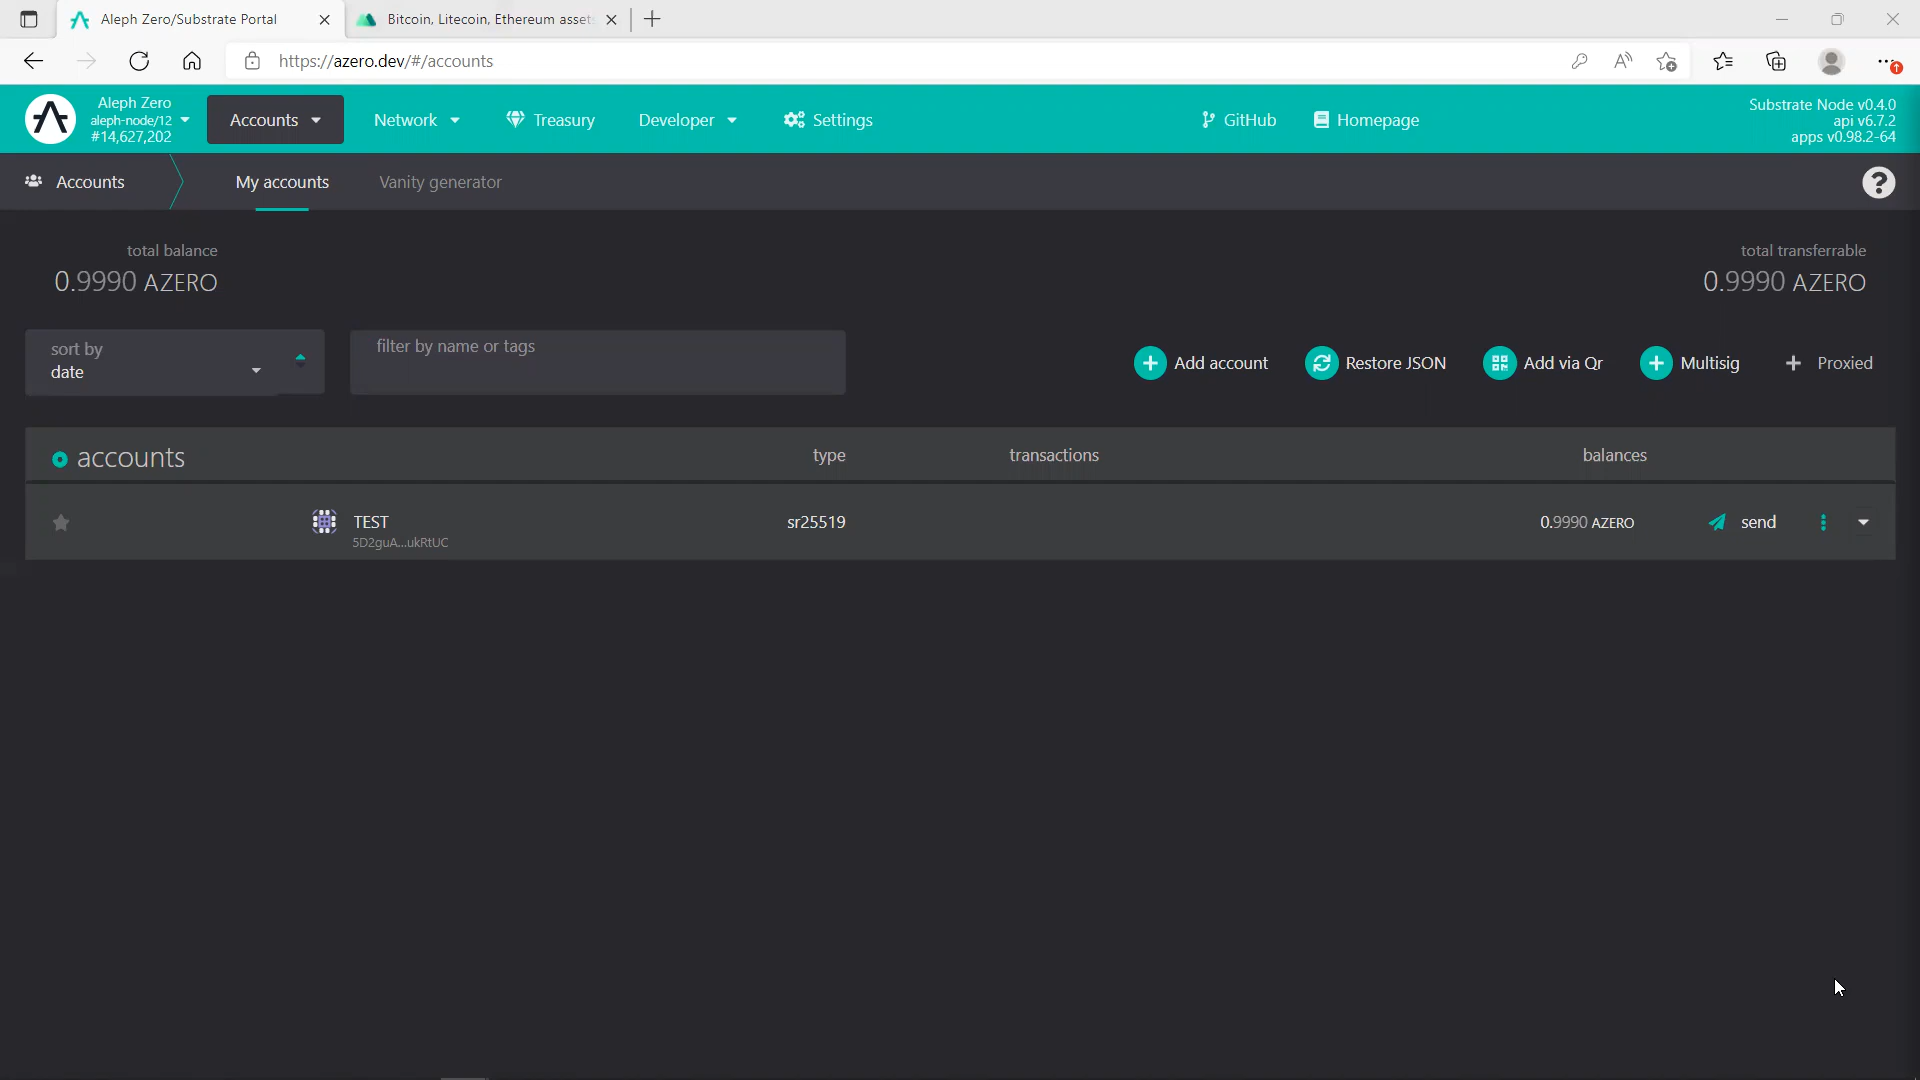 Aleph Zero/Substrate Portal
Bitcoin, Litecoin, Ethereum asset
https://azero.dev/#/accounts
Aleph Zero
aleph-node/12
#14,627,202
Accounts
Network
Treasury
Developer
Settings
GitHub
Homepage
Substrate Node v0.4.0
api v6.7.2
apps v0.98.2-64
Accounts
My accounts
Vanity generator
total balance
0.9990 AZERO
total transferrable
0.9990 AZERO
sort by
date
filter by name or tags
Add account
Restore JSON
Add via Qr
Multisig
Proxied
accounts
type
transactions
balances
TEST
5D2guA...ukRtUC
sr25519
0.9990 AZERO
send